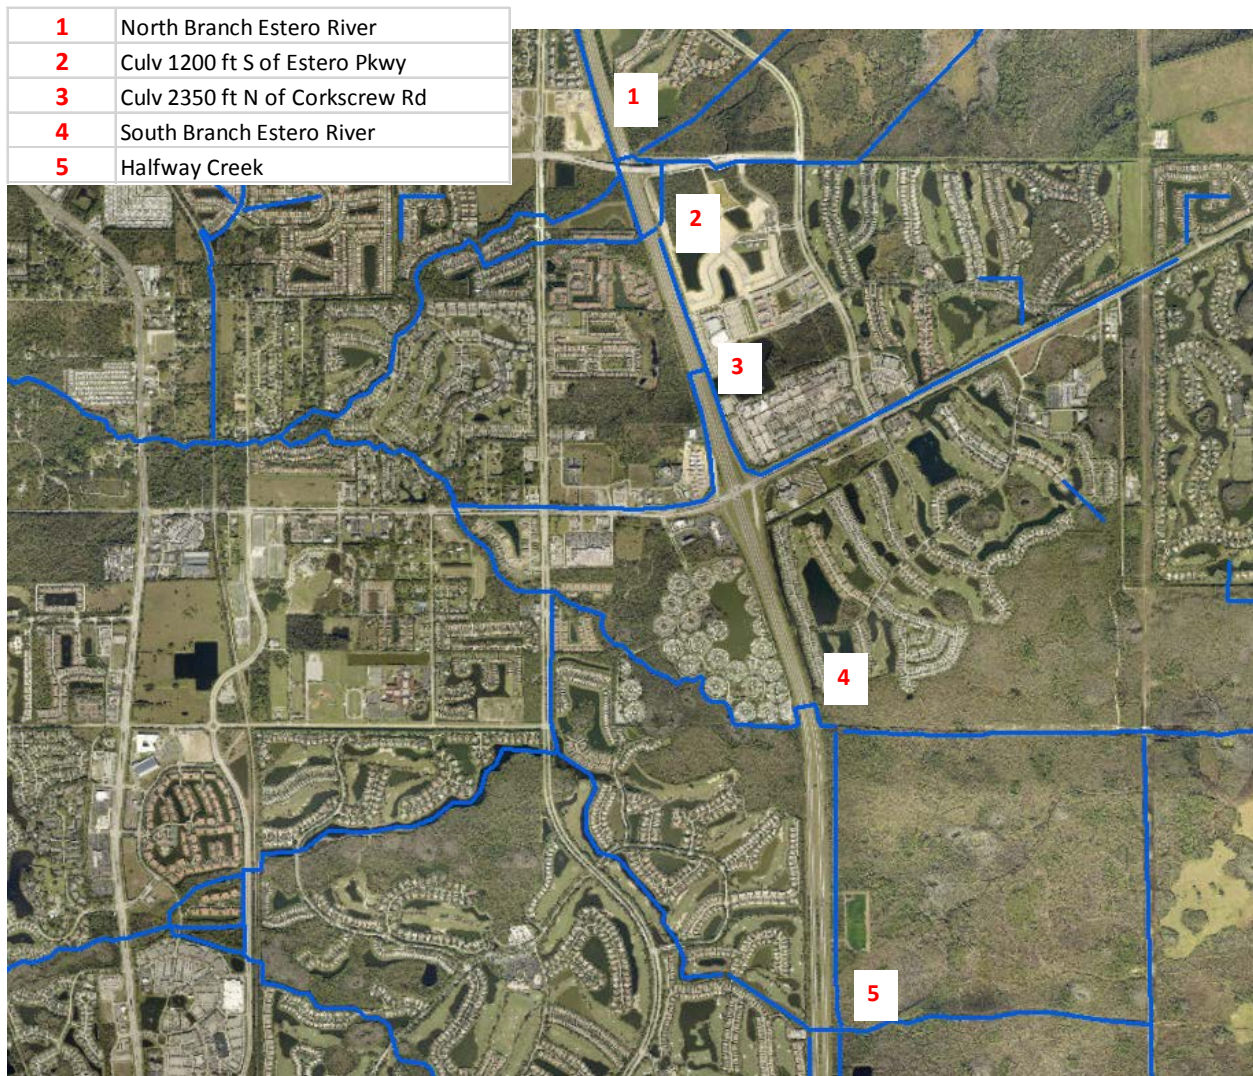 1 North Branch Estero River
2 Culv 1200 ft S of Estero Pkwy
3 Culv 2350 ft N of Corkscrew Rd
4 South Branch Estero River
5 Halfway Creek
1
2
3
4
5